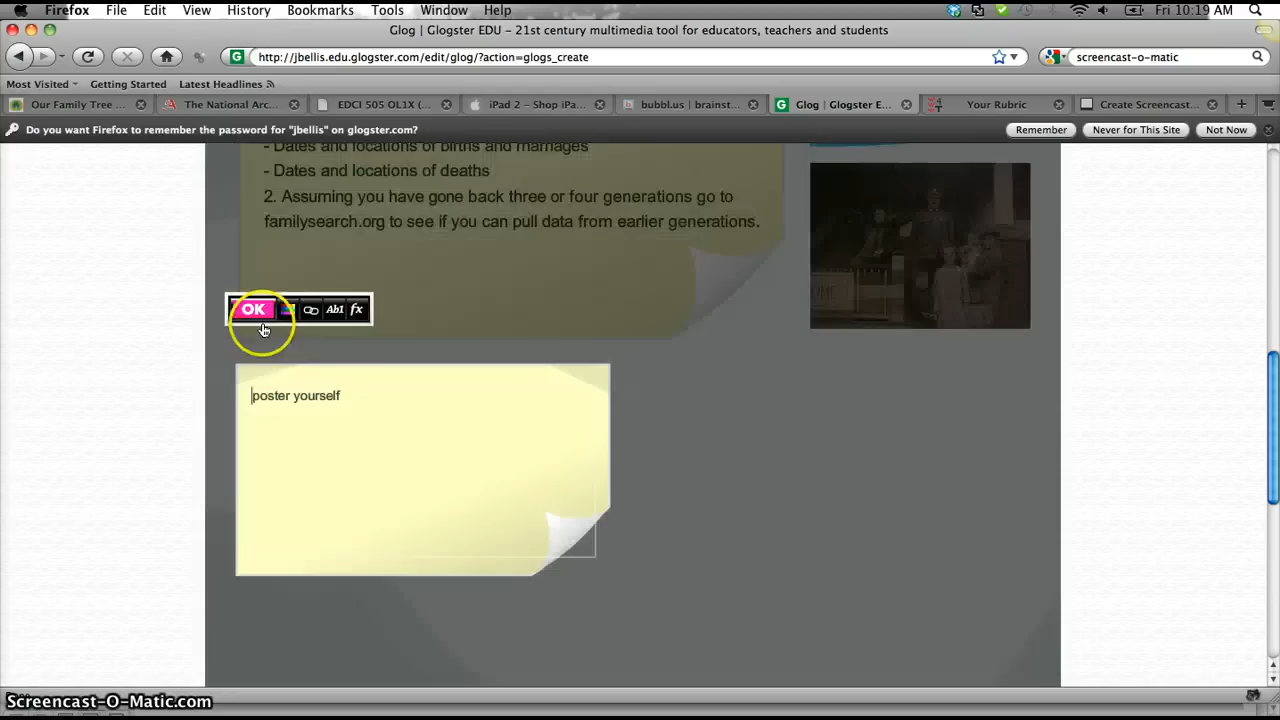 Firefox File Edit View History Bookmarks Tools Window Help Fri 10:19 AM
Glog | Glogster EDU – 21st century multimedia tool for educators, teachers and students
http://jbellis.edu.glogster.com/edit/glog/?action=glogs_create screencast-o-matic
Most Visited Getting Started Latest Headlines
Our Family Tree ... The National Arc... EDCI 505 OL1X (... iPad 2 – Shop iPa... bubbl.us | brainst... Glog | Glogster E... Your Rubric Create Screencast...
Do you want Firefox to remember the password for "jbellis" on glogster.com? Remember Never for This Site Not Now
- Dates and locations of births and marriages
- Dates and locations of deaths
2. Assuming you have gone back three or four generations go to
familysearch.org to see if you can pull data from earlier generations.
OK Ab1 fx
poster yourself
Screencast-O-Matic.com